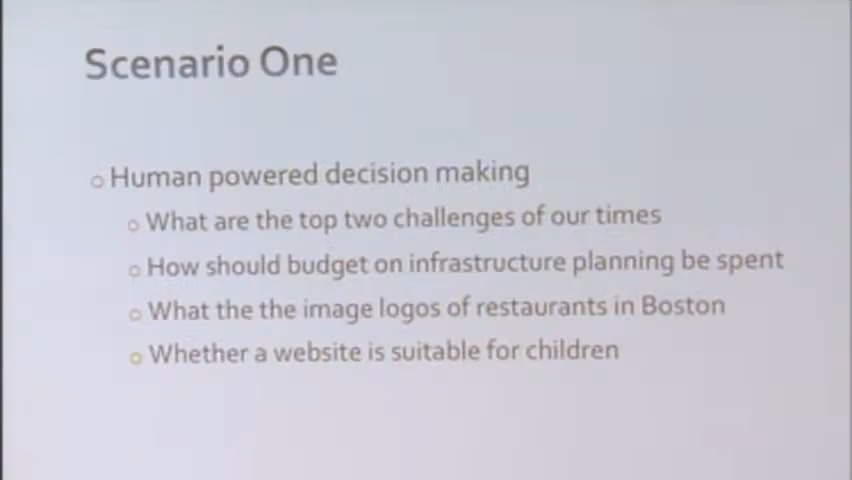 Scenario One
Human powered decision making
What are the top two challenges of our times
How should budget on infrastructure planning be spent
What the the image logos of restaurants in Boston
Whether a website is suitable for children